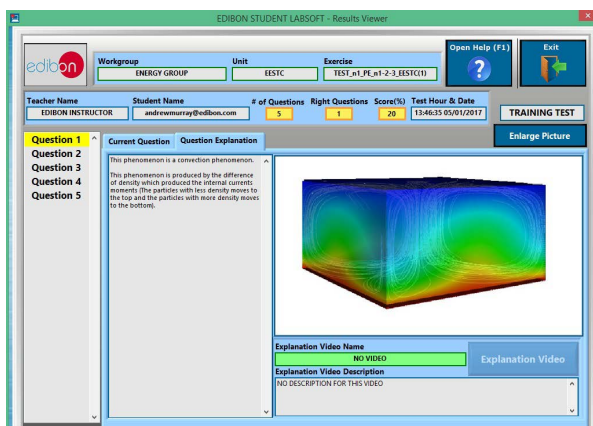 EDIBON STUDENT LABSOFT - Results Viewer
edibon
Workgroup
ENERGY GROUP
Unit
EESTC
Exercise
TEST_n1_PE_n1-2-3_EESTC(1)
Open Help (F1)
?
Exit
Teacher Name
EDIBON INSTRUCTOR
Student Name
andrewmurray@edibon.com
# of Questions
5
Right Questions
1
Score(%)
20
Test Hour & Date
13:46:35 05/01/2017
TRAINING TEST
Question 1
Question 2
Question 3
Question 4
Question 5
Current Question
Question Explanation
Enlarge Picture
This phenomenon is a convection phenomenon.
This phenomenon is produced by the difference
of density which produced the internal currents
moments (The particles with less density moves to
the top and the particles with more density moves
to the bottom).
Explanation Video Name
NO VIDEO
Explanation Video
Explanation Video Description
NO DESCRIPTION FOR THIS VIDEO